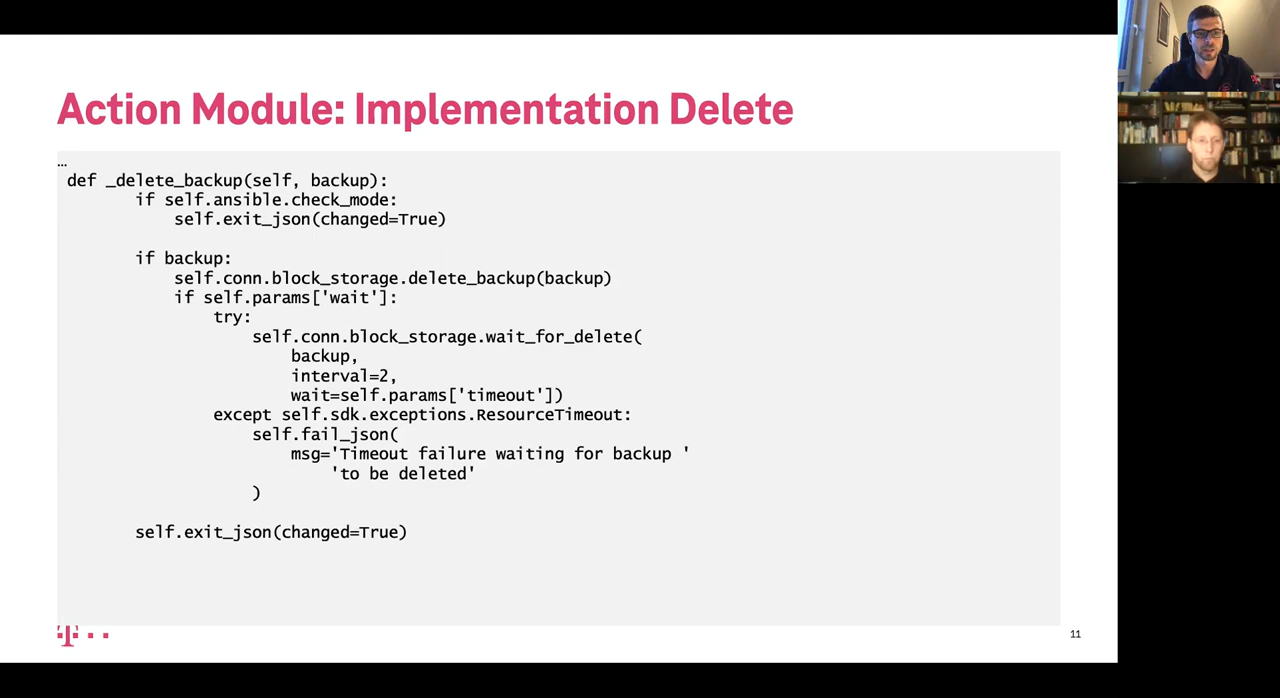 Action Module: Implementation Delete
…
def _delete_backup(self, backup):
if self.ansible.check_mode:
self.exit_json(changed=True)
if backup:
self.conn.block_storage.delete_backup(backup)
if self.params['wait']:
try:
self.conn.block_storage.wait_for_delete(
backup,
interval=2,
wait=self.params['timeout'])
except self.sdk.exceptions.ResourceTimeout:
self.fail_json(
msg='Timeout failure waiting for backup '
'to be deleted'
)
self.exit_json(changed=True)
T
11